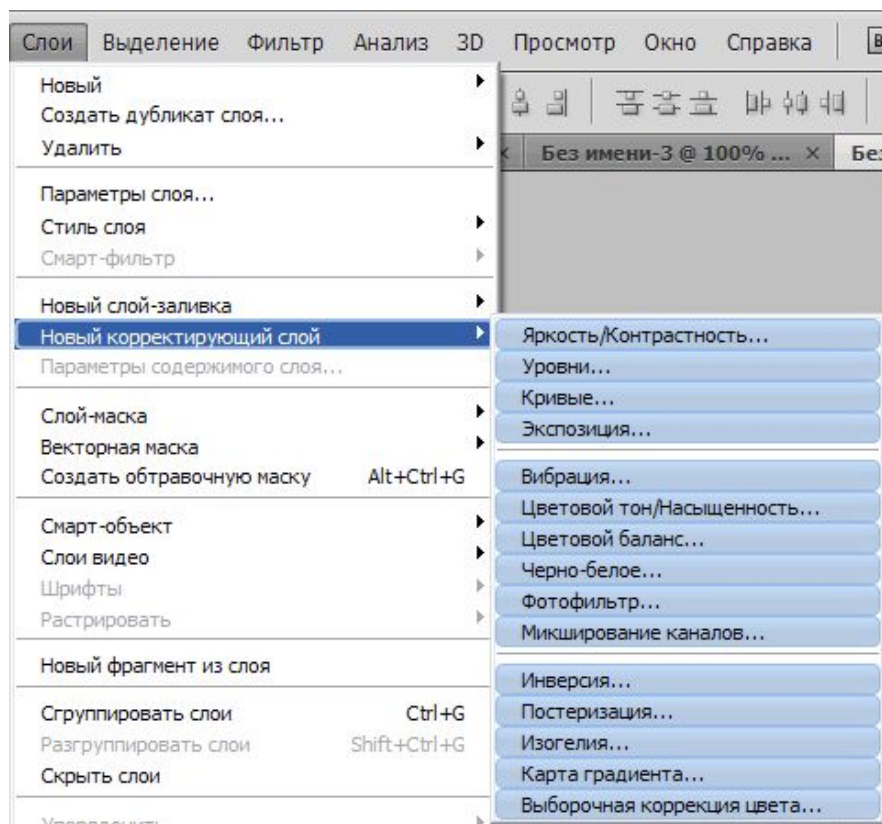 Слои Выделение Фильтр Анализ 3D Просмотр Окно Справка
Без имени-3 @ 100% ... × Без
Новый
Создать дубликат слоя...
Удалить
Параметры слоя...
Стиль слоя
Смарт-фильтр
Новый слой-заливка
Новый корректирующий слой
Параметры содержимого слоя...
Слой-маска
Векторная маска
Создать обтравочную маску Alt+Ctrl+G
Смарт-объект
Слои видео
Шрифты
Растрировать
Новый фрагмент из слоя
Сгруппировать слои Ctrl+G
Разгруппировать слои Shift+Ctrl+G
Скрыть слои
Яркость/Контрастность...
Уровни...
Кривые...
Экспозиция...
Вибрация...
Цветовой тон/Насыщенность...
Цветовой баланс...
Черно-белое...
Фотофильтр...
Микширование каналов...
Инверсия...
Постеризация...
Изогелия...
Карта градиента...
Выборочная коррекция цвета...